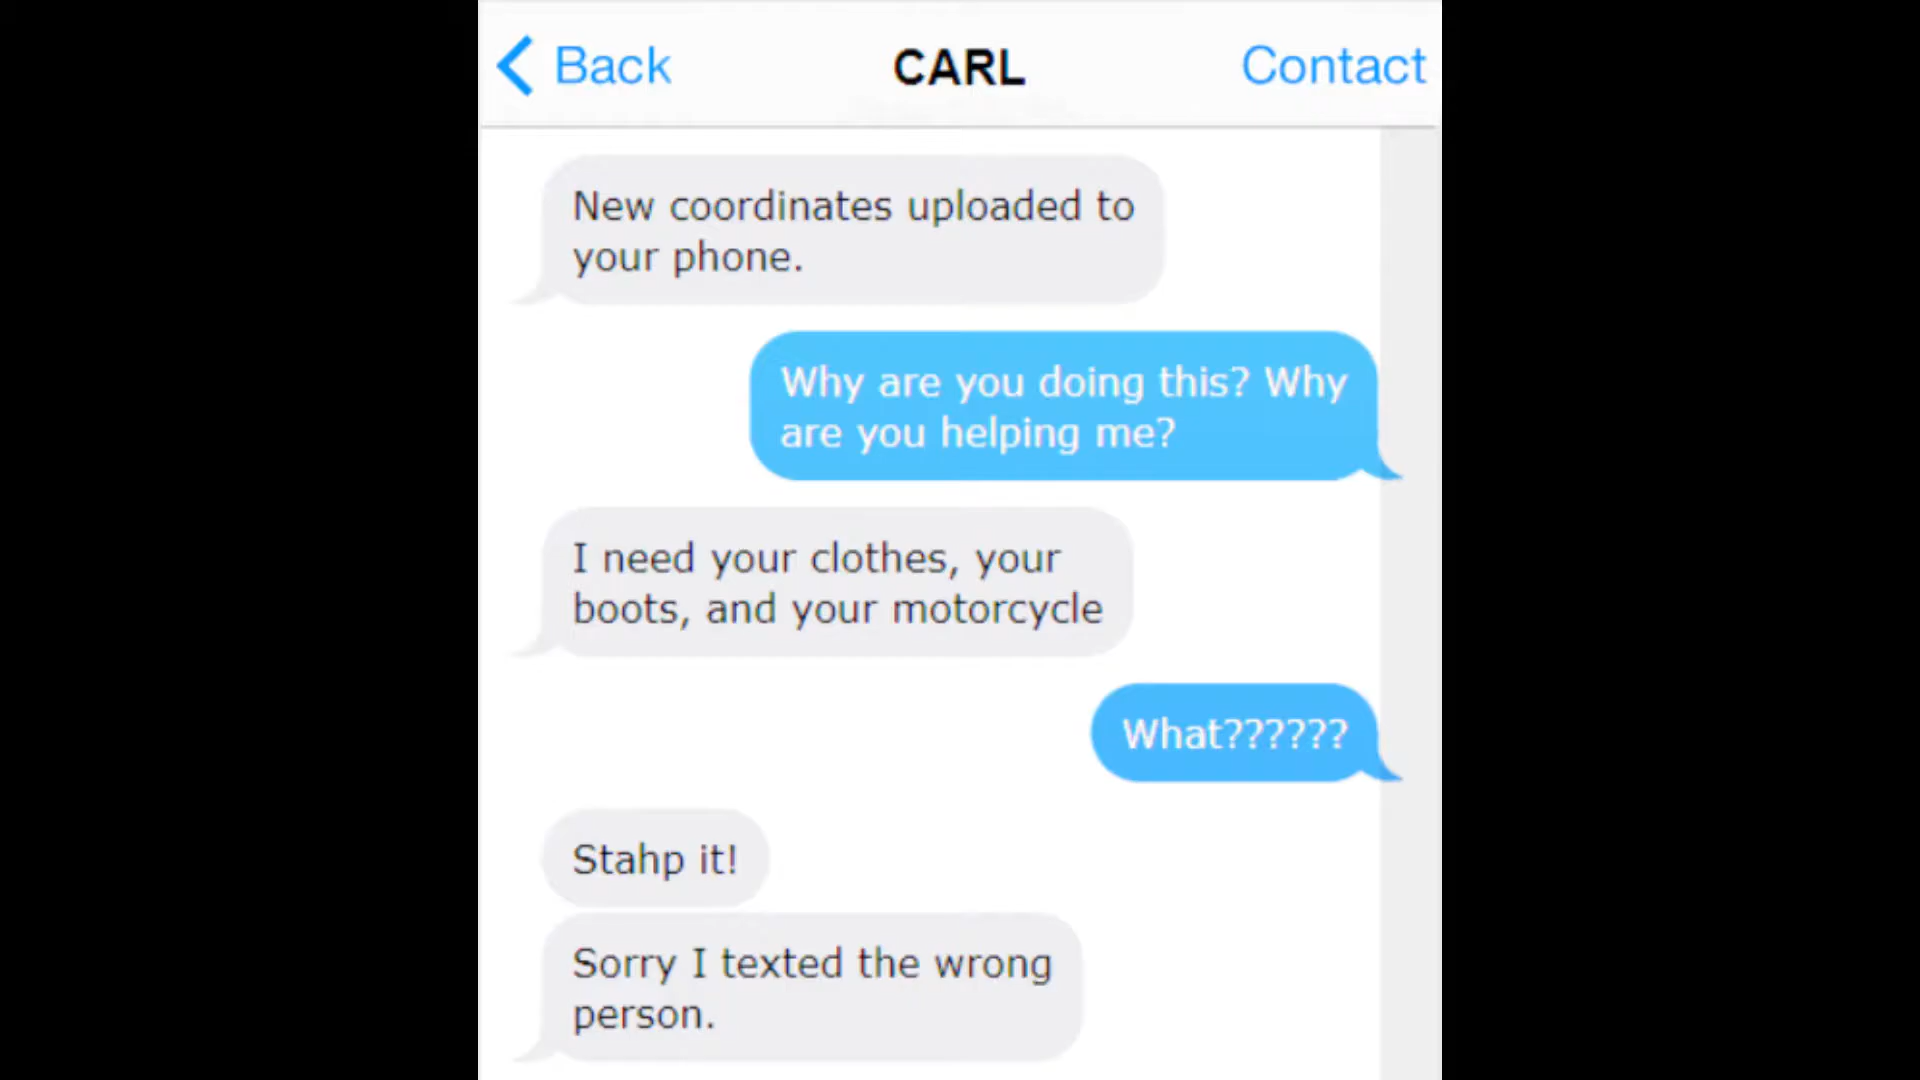 Back CARL Contact
New coordinates uploaded to
your phone.
Why are you doing this? Why
are you helping me?
I need your clothes, your
boots, and your motorcycle
What??????
Stahp it!
Sorry I texted the wrong
person.